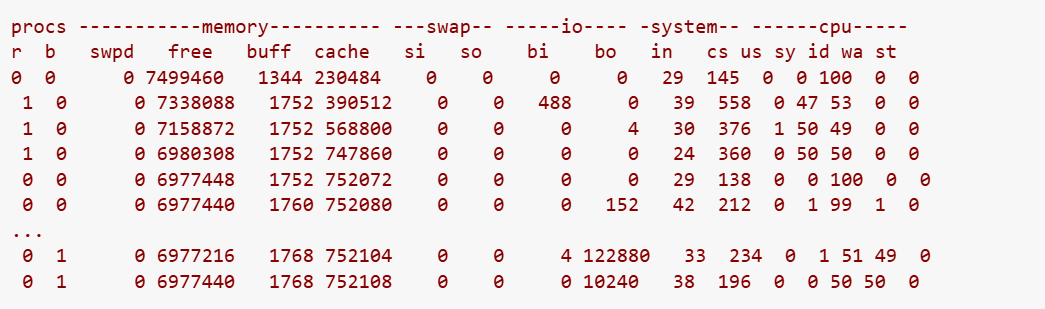 procs -----------memory---------- ---swap-- -----io---- -system-- ------cpu-----
r  b   swpd   free   buff  cache   si   so    bi    bo   in   cs us sy id wa st
0  0      0 7499460   1344 230484    0    0     0     0   29  145  0  0 100  0  0
 1  0      0 7338088   1752 390512    0    0   488     0   39  558  0 47 53  0  0
 1  0      0 7158872   1752 568800    0    0     0     4   30  376  1 50 49  0  0
 1  0      0 6980308   1752 747860    0    0     0     0   24  360  0 50 50  0  0
 0  0      0 6977448   1752 752072    0    0     0     0   29  138  0  0 100  0  0
 0  0      0 6977440   1760 752080    0    0     0   152   42  212  0  1 99  1  0
...
 0  1      0 6977216   1768 752104    0    0     4 122880   33  234  0  1 51 49  0
 0  1      0 6977440   1768 752108    0    0     0 10240   38  196  0  0 50 50  0